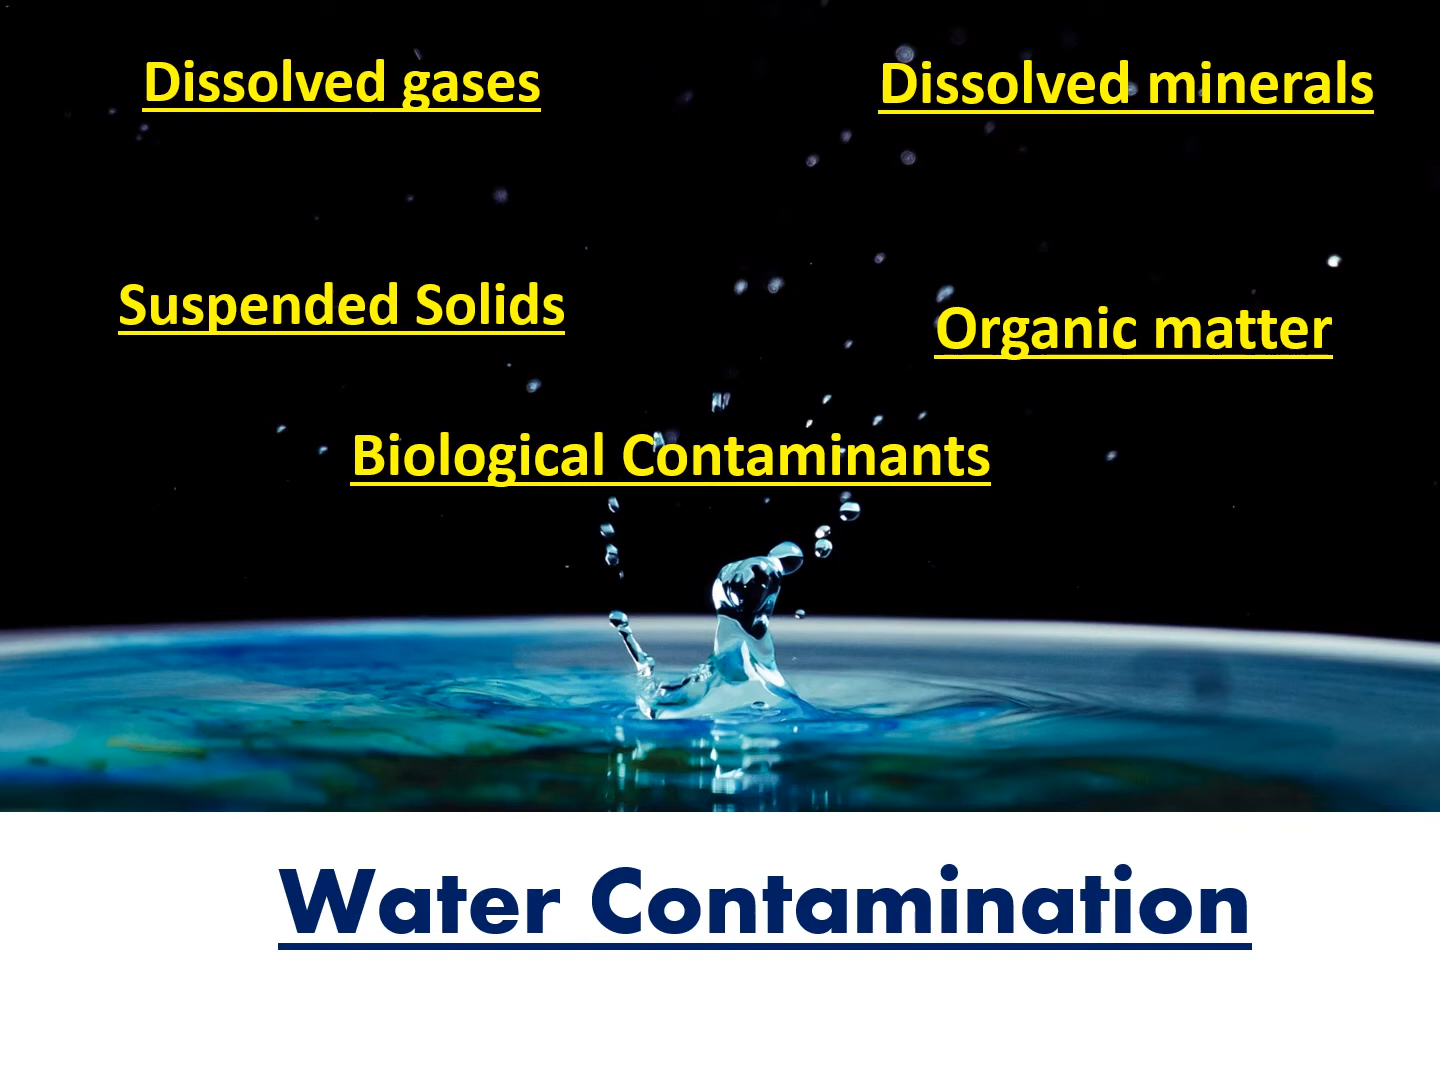 Dissolved gases
Dissolved minerals
Suspended Solids
Organic matter
Biological Contaminants
Water Contamination